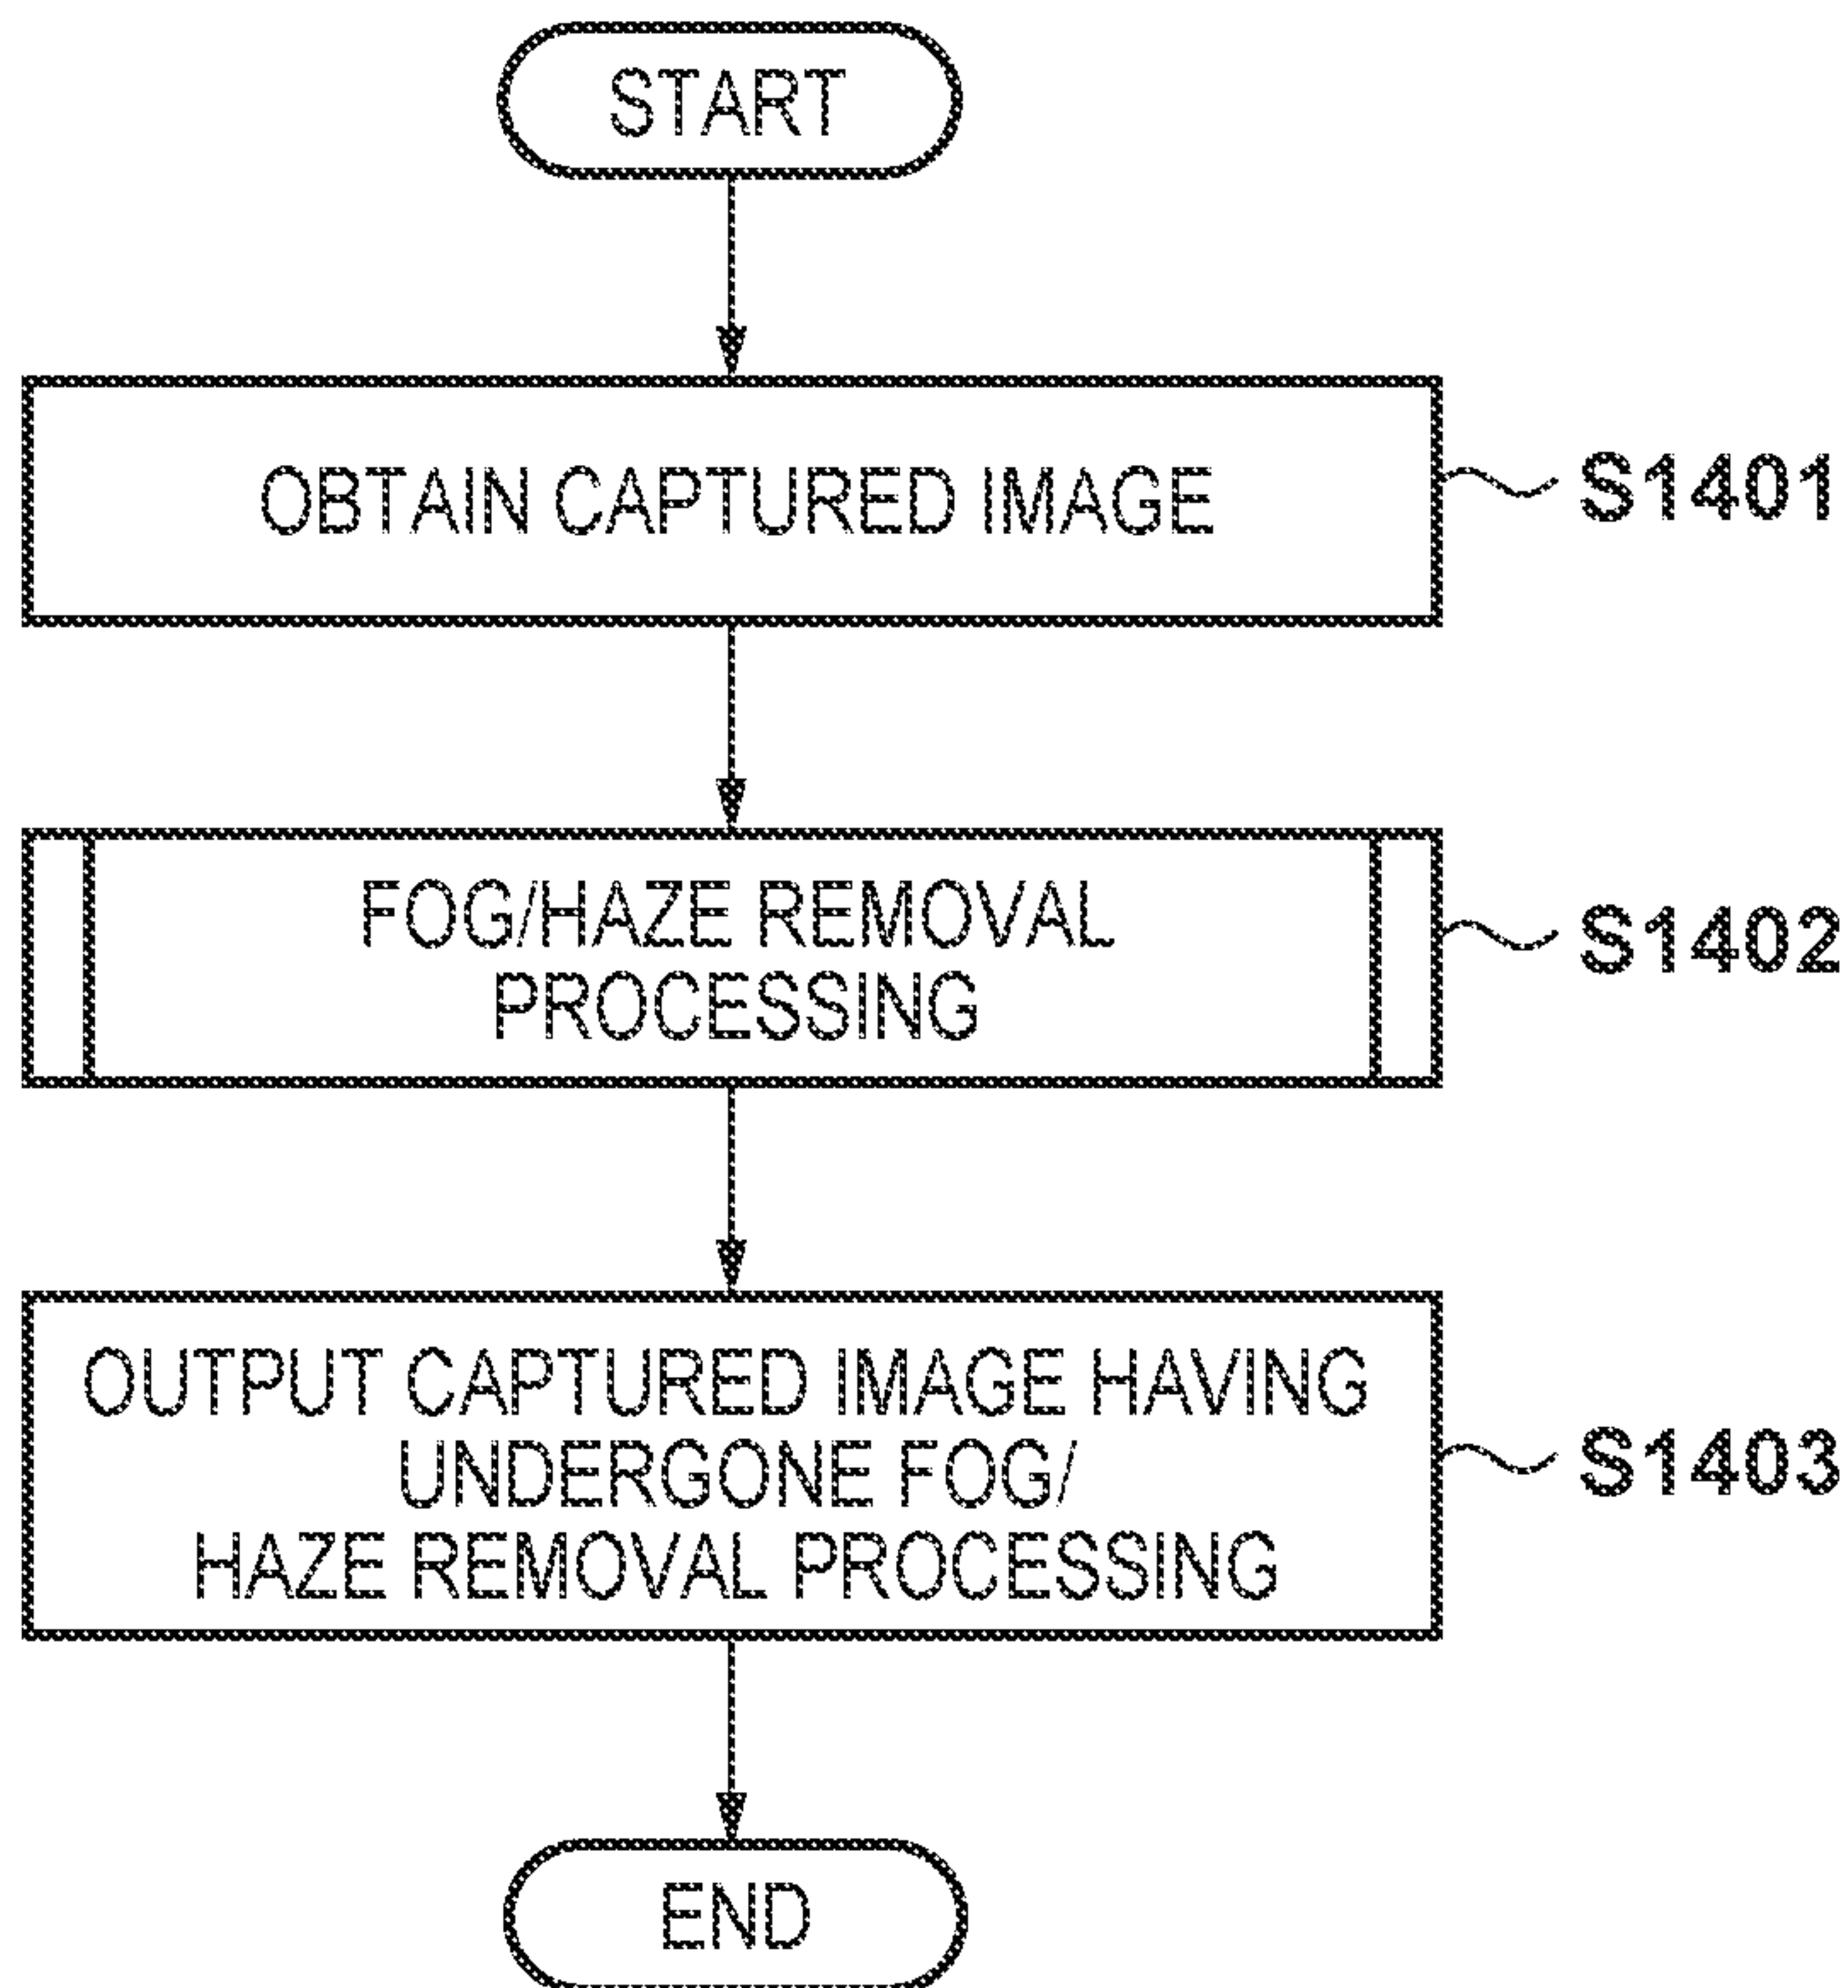 START
OBTAIN CAPTURED IMAGE
S1401
FOG/HAZE REMOVAL
PROCESSING
S1402
OUTPUT CAPTURED IMAGE HAVING
UNDERGONE FOG/
HAZE REMOVAL PROCESSING
S1403
END